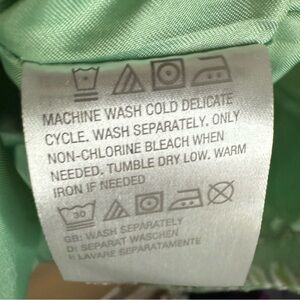 MACHINE WASH COLD DELICATE
CYCLE. WASH SEPARATELY. ONLY
NON-CHLORINE BLEACH WHEN
NEEDED. TUMBLE DRY LOW. WARM
IRON IF NEEDED
30
GB: WASH SEPARATELY
D: SEPARAT WASCHEN
I: LAVARE SEPARATAMENTE